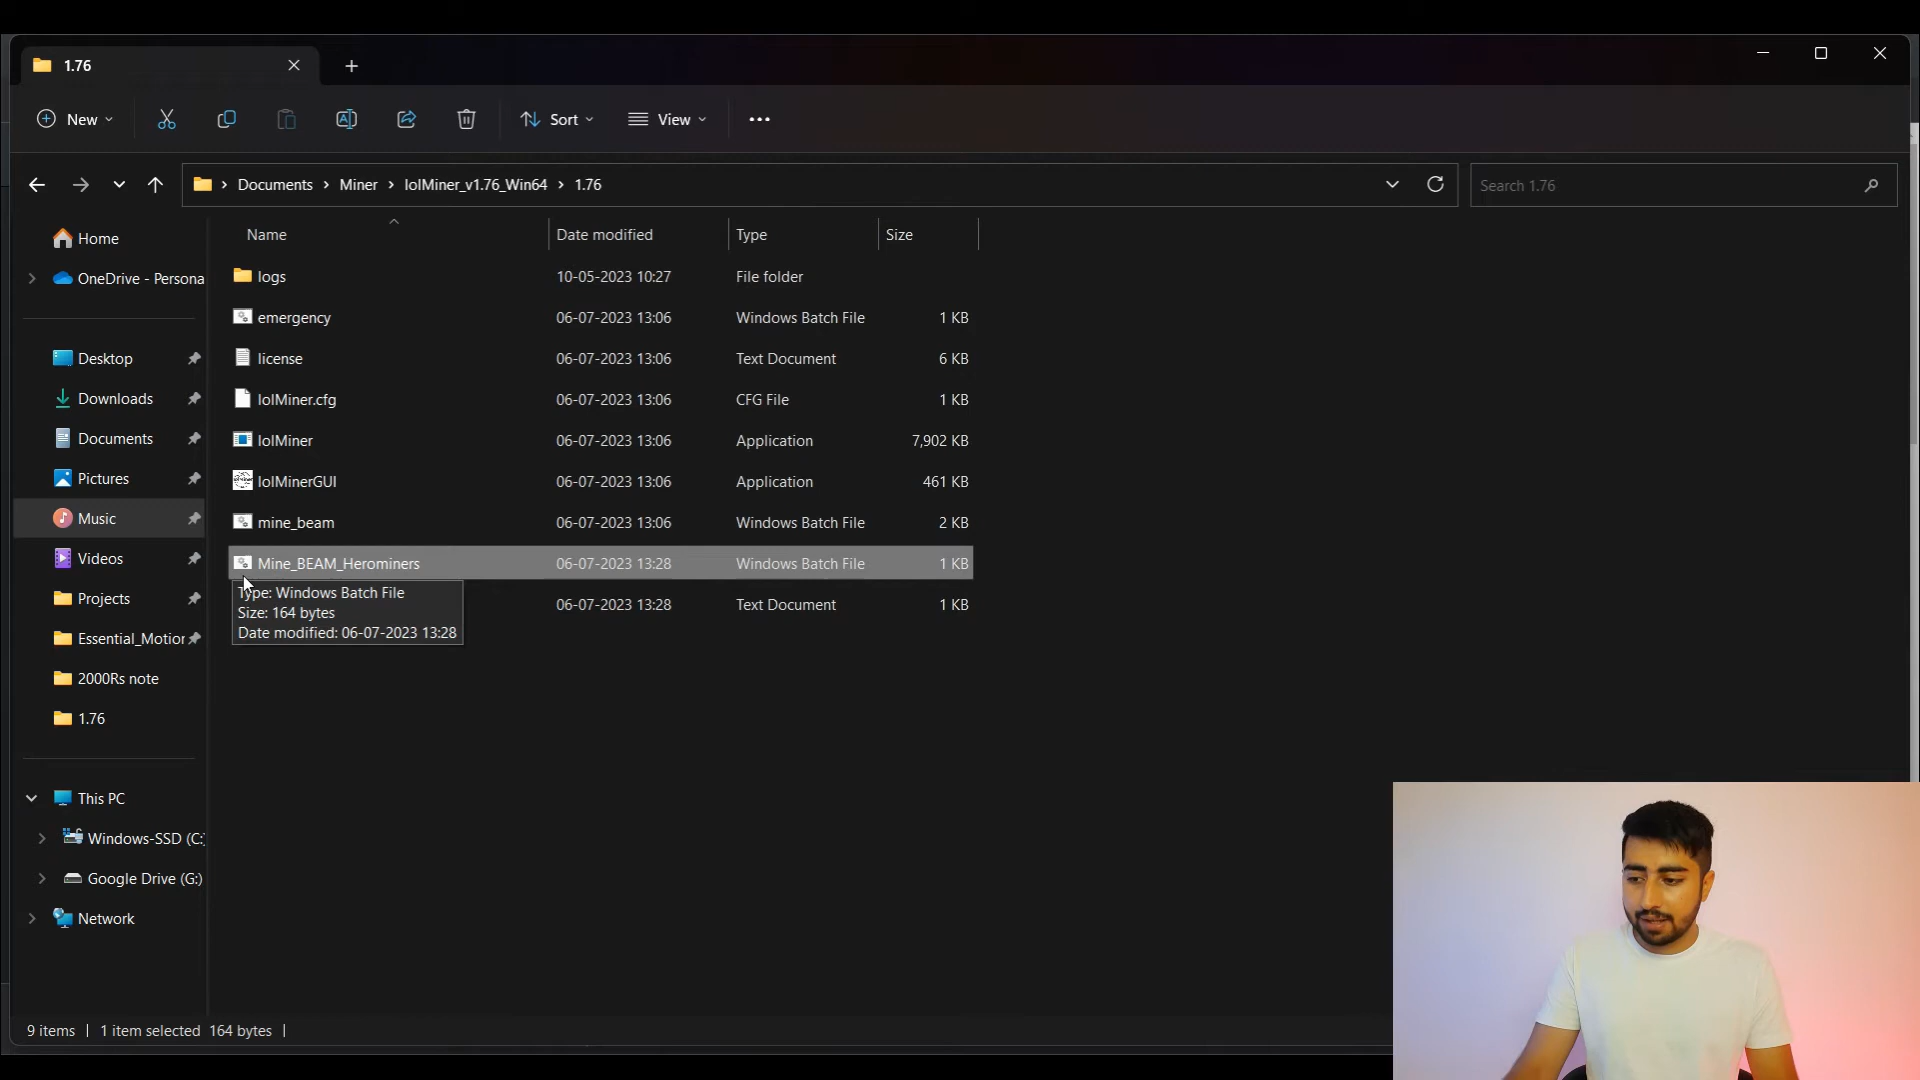 1.76
New
Sort
View
Documents > Miner > lolMiner_v1.76_Win64 > 1.76
Search 1.76
Name
Date modified
Type
Size
Home
OneDrive - Persona
Desktop
Downloads
Documents
Pictures
Music
Videos
Projects
Essential_Motion
2000Rs note
1.76
This PC
Windows-SSD (C:)
Google Drive (G:)
Network
logs 10-05-2023 10:27 File folder
emergency 06-07-2023 13:06 Windows Batch File 1 KB
license 06-07-2023 13:06 Text Document 6 KB
lolMiner.cfg 06-07-2023 13:06 CFG File 1 KB
lolMiner 06-07-2023 13:06 Application 7,902 KB
lolMinerGUI 06-07-2023 13:06 Application 461 KB
mine_beam 06-07-2023 13:06 Windows Batch File 2 KB
Mine_BEAM_Herominers 06-07-2023 13:28 Windows Batch File 1 KB
06-07-2023 13:28 Text Document 1 KB
Type: Windows Batch File
Size: 164 bytes
Date modified: 06-07-2023 13:28
9 items | 1 item selected 164 bytes |